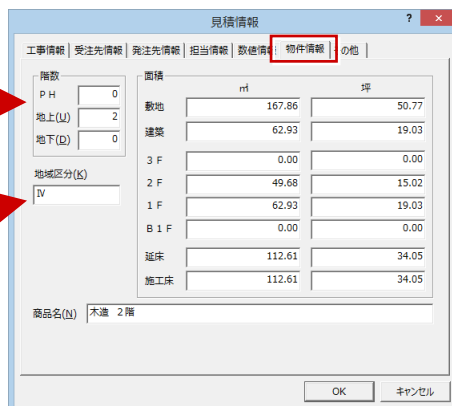 見積情報
? ×
工事情報 受注先情報 発注先情報 担当情報 数値情報 物件情報 その他
階数
PH 0
地上(U) 2
地下(D) 0
地域区分(K)
Ⅳ
面積
㎡ 坪
敷地 167.86 50.77
建築 62.93 19.03
3F 0.00 0.00
2F 49.68 15.02
1F 62.93 19.03
B1F 0.00 0.00
延床 112.61 34.05
施工床 112.61 34.05
商品名(N) 木造 2階
OK キャンセル